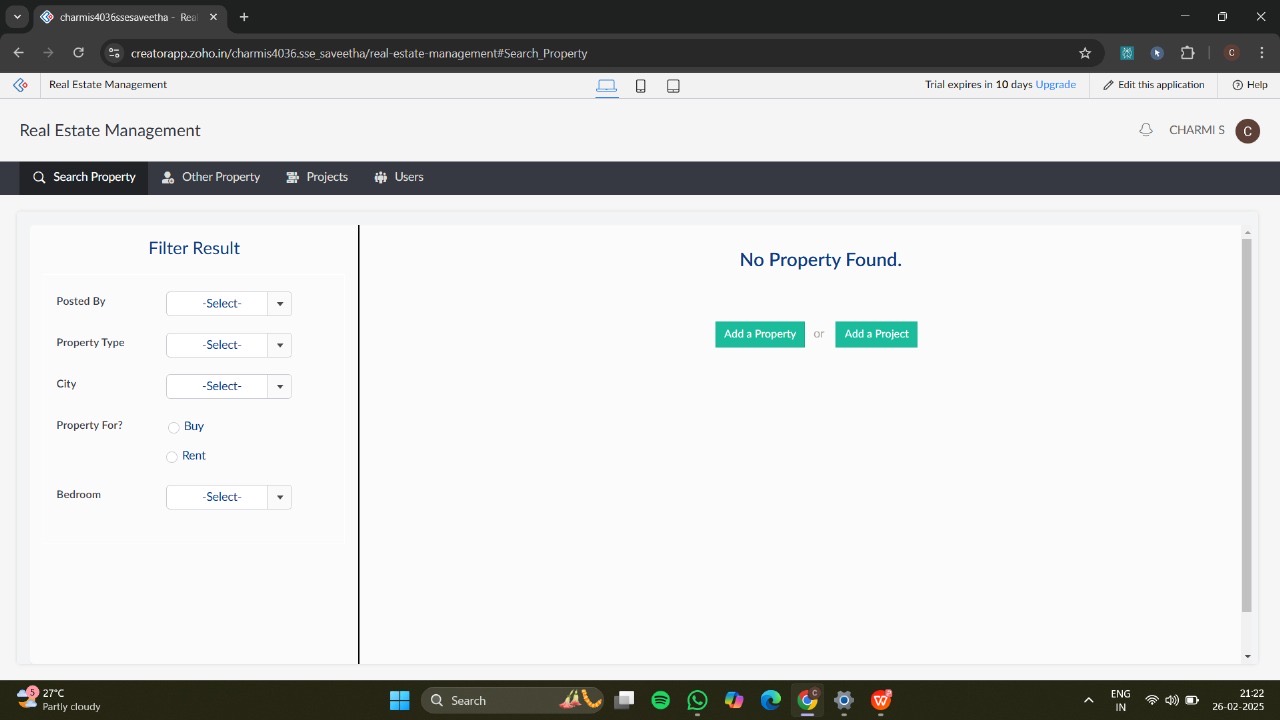 charmis4036ssesaveetha - Rea
creatorapp.zoho.in/charmis4036.sse_saveetha/real-estate-management#Search_Property
C
Real Estate Management
Trial expires in 10 days Upgrade
Edit this application
Help
Real Estate Management
CHARMI S
C
Search Property
Other Property
Projects
Users
Filter Result
Posted By
-Select-
Property Type
-Select-
City
-Select-
Property For?
Buy
Rent
Bedroom
-Select-
No Property Found.
Add a Property or Add a Project
5
27°C
Partly cloudy
Search
C
W
ENG
IN
21:22
26-02-2025